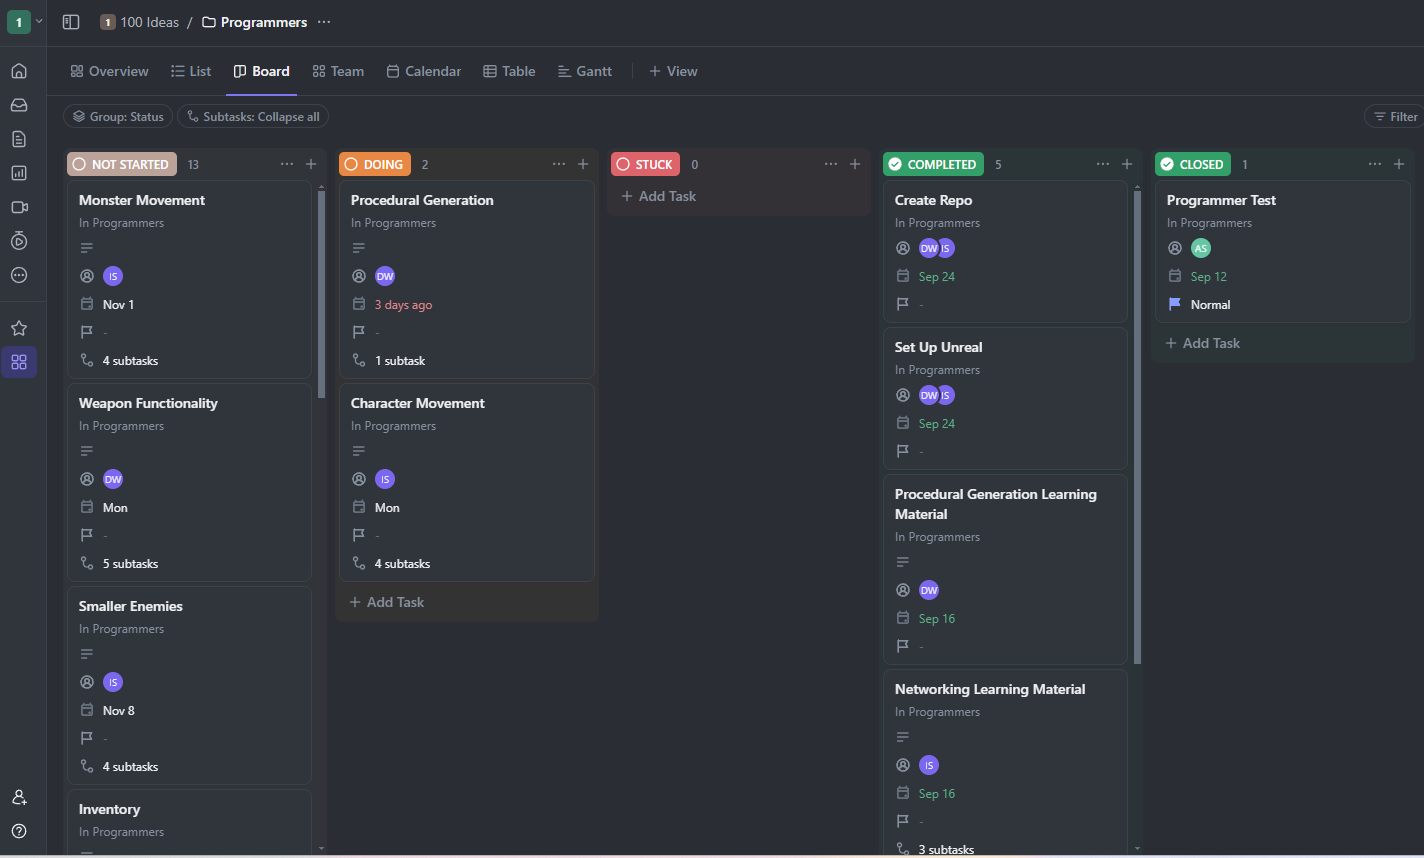 1
1 100 Ideas / Programmers ...
Overview List Board Team Calendar Table Gantt + View
Group: Status Subtasks: Collapse all Filter
NOT STARTED 13 ... +
Monster Movement
In Programmers
IS
Nov 1
-
4 subtasks
Weapon Functionality
In Programmers
DW
Mon
-
5 subtasks
Smaller Enemies
In Programmers
IS
Nov 8
-
4 subtasks
Inventory
In Programmers
DOING 2 ... +
Procedural Generation
In Programmers
DW
3 days ago
-
1 subtask
Character Movement
In Programmers
IS
Mon
-
4 subtasks
+ Add Task
STUCK 0 ... +
+ Add Task
COMPLETED 5 ... +
Create Repo
In Programmers
DW IS
Sep 24
-
Set Up Unreal
In Programmers
DW IS
Sep 24
-
Procedural Generation Learning
Material
In Programmers
DW
Sep 16
-
Networking Learning Material
In Programmers
IS
Sep 16
-
3 subtasks
CLOSED 1 ... +
Programmer Test
In Programmers
AS
Sep 12
Normal
+ Add Task